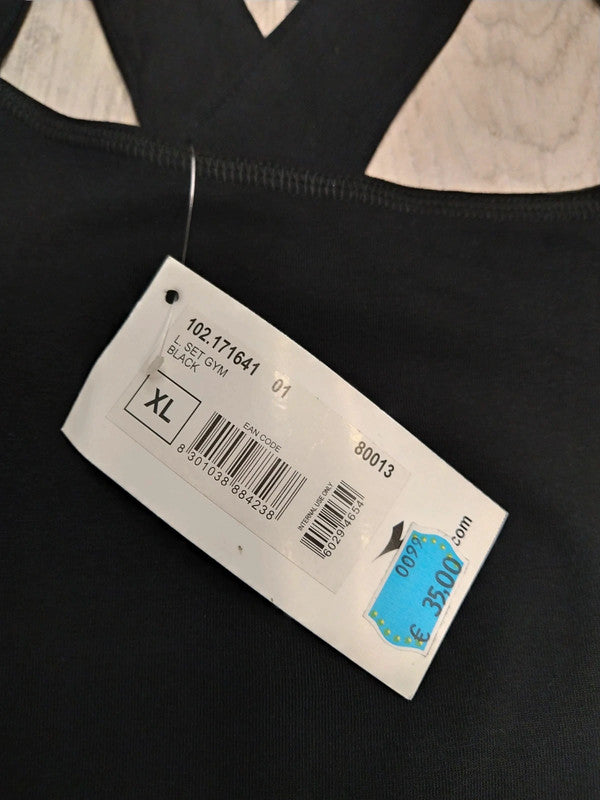 102.171641 01
L. SET GYM
BLACK
80013
XL
EAN CODE
8 301038 884238
INTERNAL USE ONLY
6029 4654
.com
0099
€ 35,00